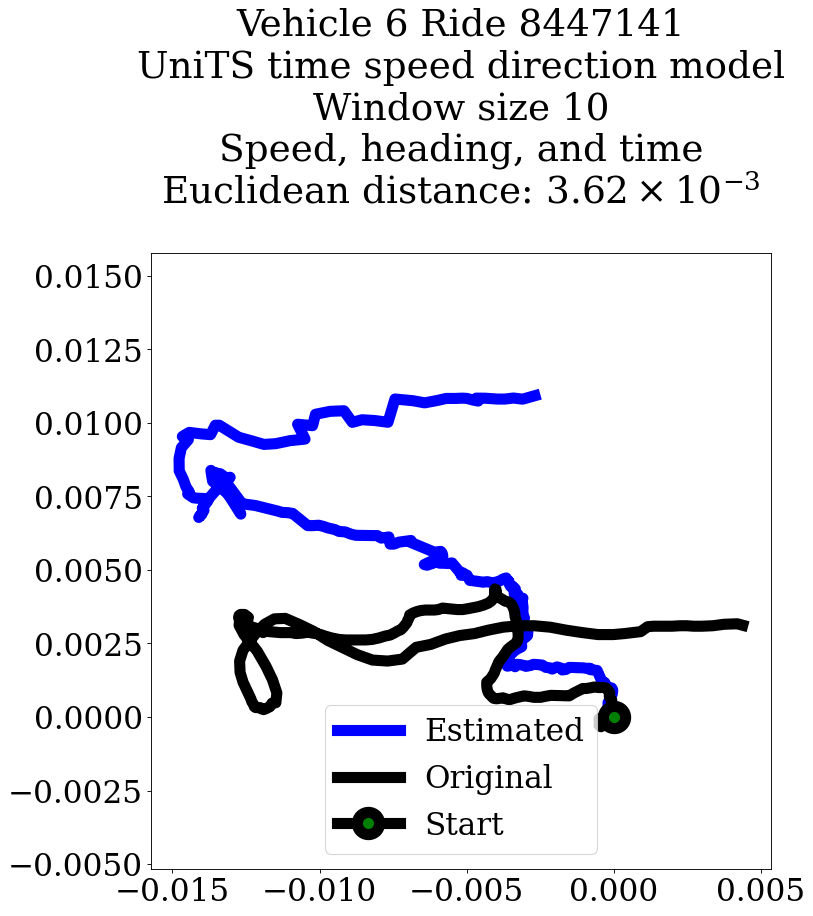 Vehicle 6 Ride 8447141
UniTS time speed direction model
Window size 10
Speed, heading, and time
Euclidean distance: 3.62 × 10⁻³
0.0150
0.0125
0.0100
0.0075
0.0050
0.0025
0.0000
−0.0025
−0.0050
Estimated
Original
Start
−0.015 −0.010 −0.005 0.000 0.005